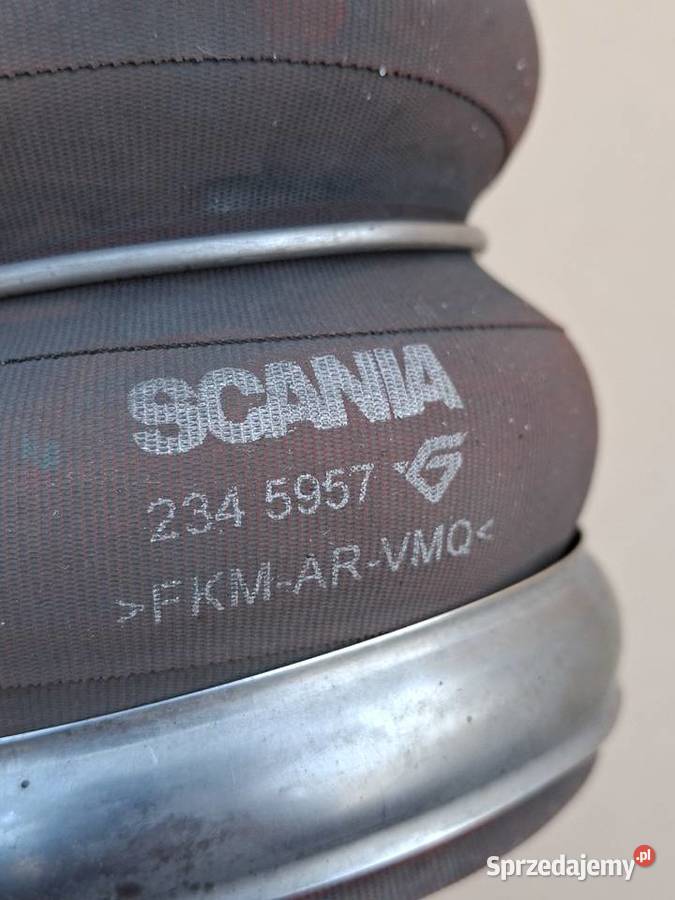 SCANIA
234 5957
>FKM-AR-VMQ<
Sprzedajemy.pl